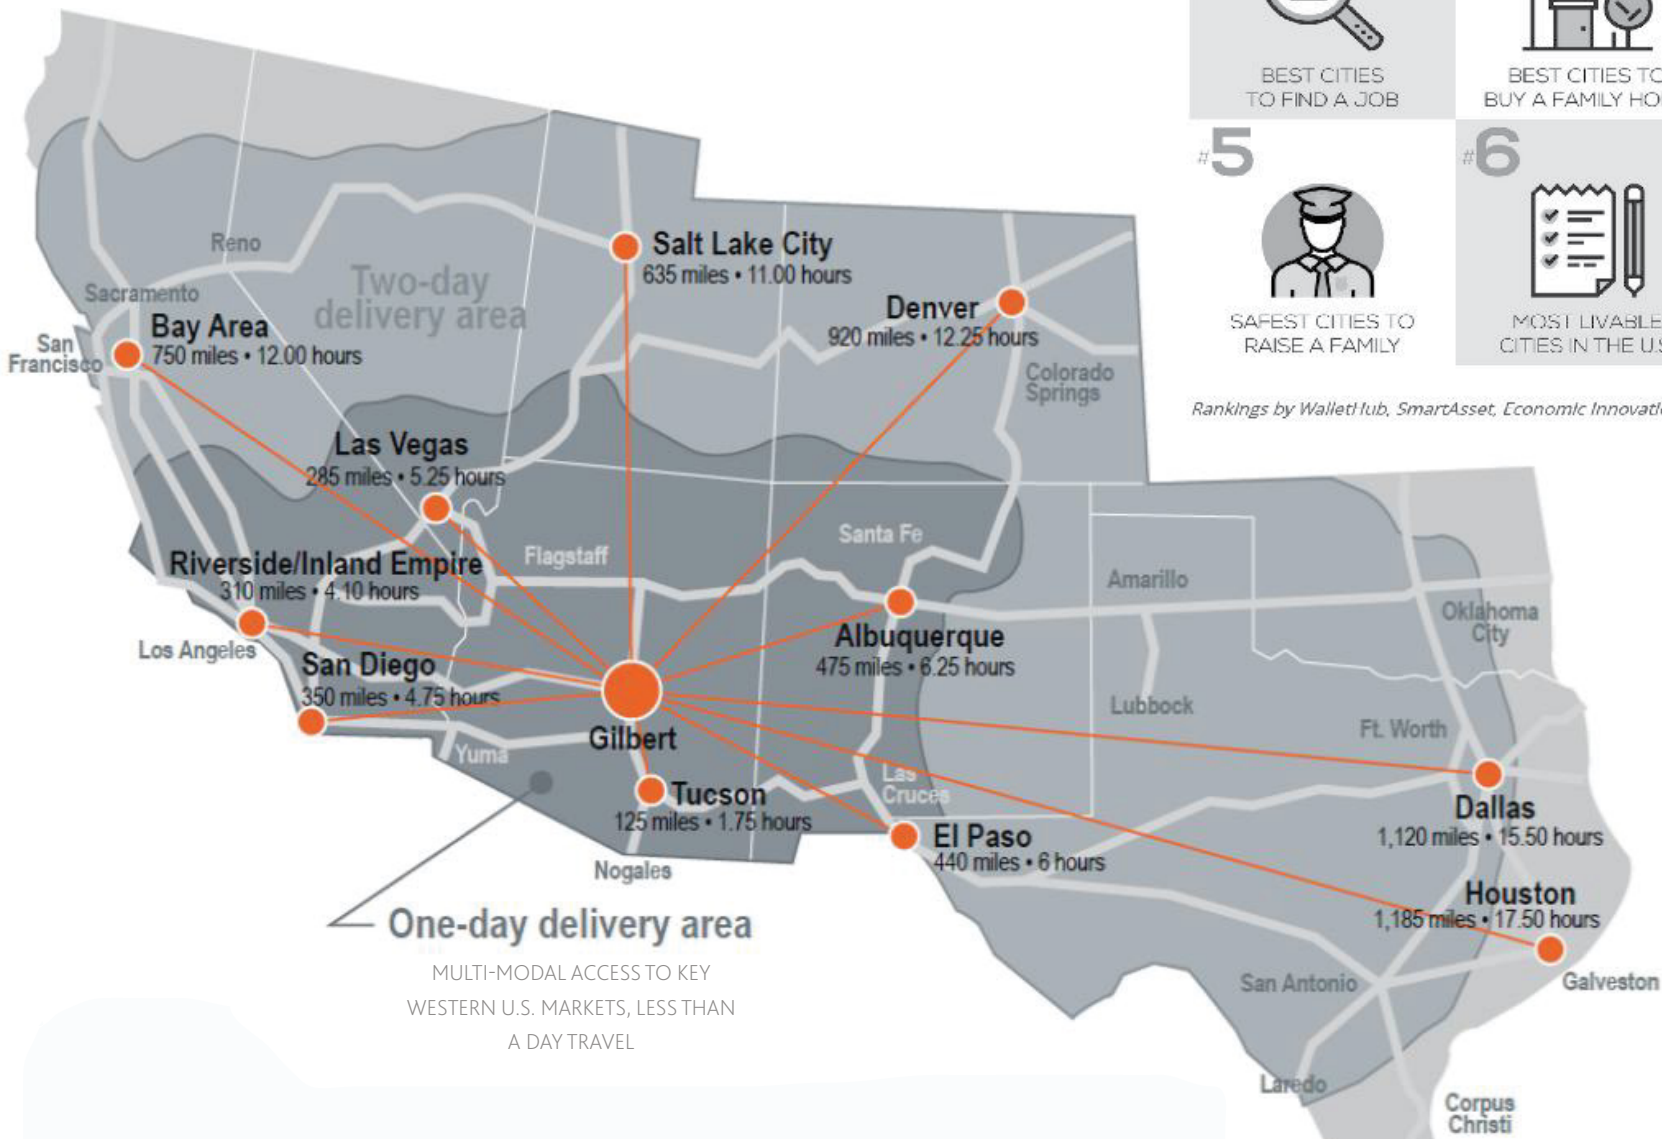 BEST CITIES
TO FIND A JOB
BEST CITIES TO
BUY A FAMILY HO
#5
SAFEST CITIES TO
RAISE A FAMILY
#6
MOST LIVABLE
CITIES IN THE U.S
Rankings by WalletHub, SmartAsset, Economic Innovati
Salt Lake City
635 miles • 11.00 hours
Reno
Two-day
delivery area
Sacramento
Denver
920 miles • 12.25 hours
Bay Area
750 miles • 12.00 hours
San
Francisco
Colorado
Springs
Las Vegas
285 miles • 5.25 hours
Santa Fe
Flagstaff
Riverside/Inland Empire
310 miles • 4.10 hours
Amarillo
Oklahoma
City
Los Angeles
Albuquerque
475 miles • 6.25 hours
San Diego
350 miles • 4.75 hours
Lubbock
Ft. Worth
Gilbert
Yuma
Las
Cruces
Tucson
125 miles • 1.75 hours
Dallas
1,120 miles • 15.50 hours
El Paso
440 miles • 6 hours
Nogales
Houston
1,185 miles • 17.50 hours
One-day delivery area
MULTI-MODAL ACCESS TO KEY
WESTERN U.S. MARKETS, LESS THAN
A DAY TRAVEL
San Antonio
Galveston
Laredo
Corpus
Christi